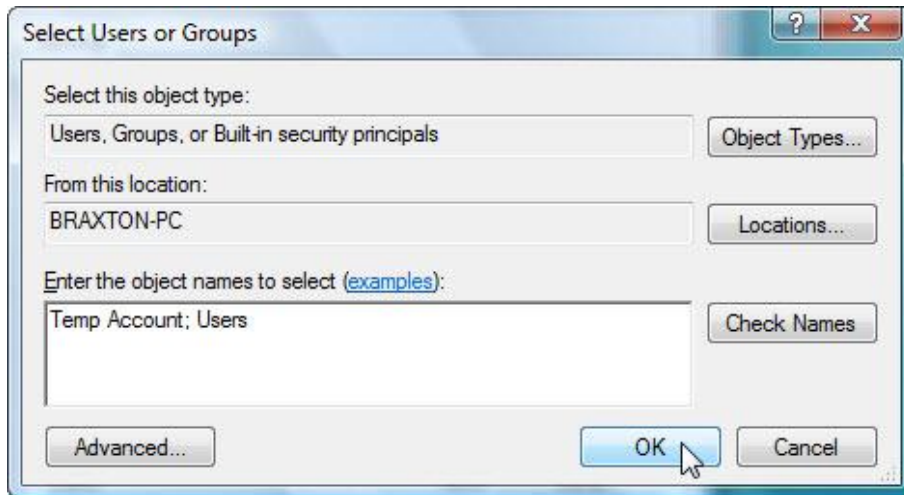 Select Users or Groups
Select this object type:
Users, Groups, or Built-in security principals
Object Types...
From this location:
BRAXTON-PC
Locations...
Enter the object names to select (examples):
Temp Account; Users
Check Names
Advanced...
OK
Cancel